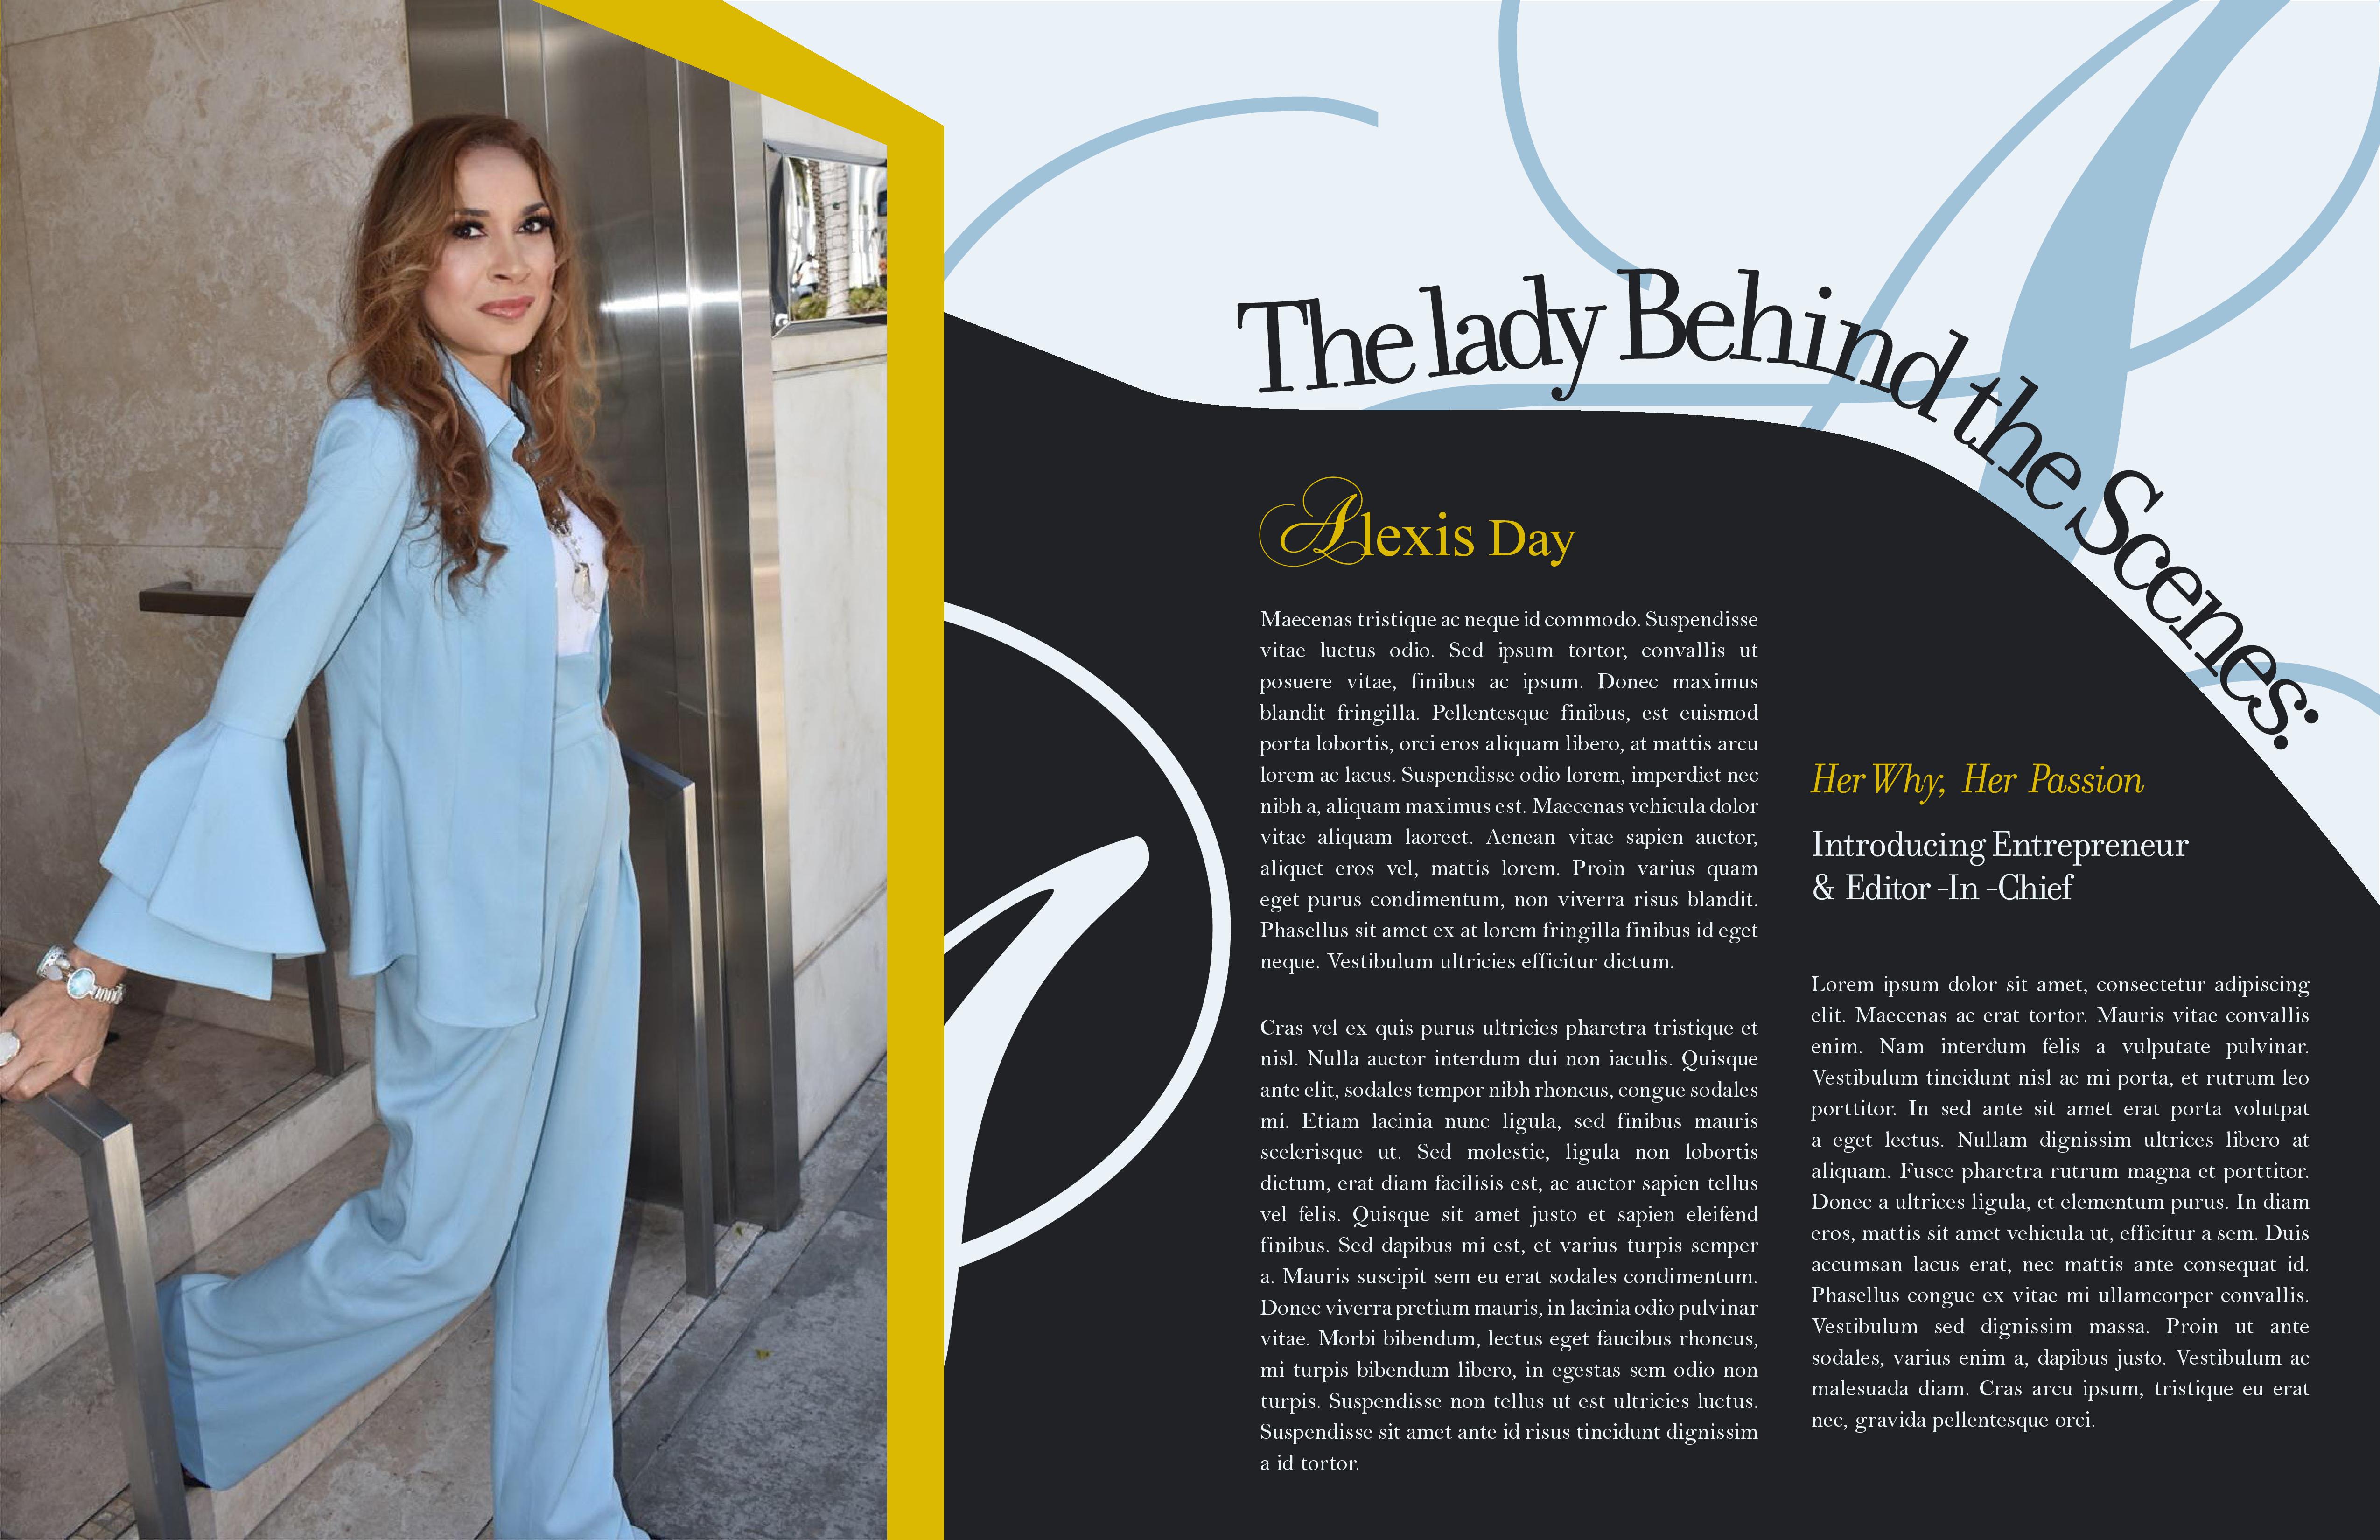 The lady Behind the Scenes:
Alexis Day
Maecenas tristique ac neque id commodo. Suspendisse
vitae luctus odio. Sed ipsum tortor, convallis ut
posuere vitae, finibus ac ipsum. Donec maximus
blandit fringilla. Pellentesque finibus, est euismod
porta lobortis, orci eros aliquam libero, at mattis arcu
lorem ac lacus. Suspendisse odio lorem, imperdiet nec
nibh a, aliquam maximus est. Maecenas vehicula dolor
vitae aliquam laoreet. Aenean vitae sapien auctor,
aliquet eros vel, mattis lorem. Proin varius quam
eget purus condimentum, non viverra risus blandit.
Phasellus sit amet ex at lorem fringilla finibus id eget
neque. Vestibulum ultricies efficitur dictum.
Cras vel ex quis purus ultricies pharetra tristique et
nisl. Nulla auctor interdum dui non iaculis. Quisque
ante elit, sodales tempor nibh rhoncus, congue sodales
mi. Etiam lacinia nunc ligula, sed finibus mauris
scelerisque ut. Sed molestie, ligula non lobortis
dictum, erat diam facilisis est, ac auctor sapien tellus
vel felis. Quisque sit amet justo et sapien eleifend
finibus. Sed dapibus mi est, et varius turpis semper
a. Mauris suscipit sem eu erat sodales condimentum.
Donec viverra pretium mauris, in lacinia odio pulvinar
vitae. Morbi bibendum, lectus eget faucibus rhoncus,
mi turpis bibendum libero, in egestas sem odio non
turpis. Suspendisse non tellus ut est ultricies luctus.
Suspendisse sit amet ante id risus tincidunt dignissim
a id tortor.
Her Why, Her Passion
Introducing Entrepreneur
& Editor -In -Chief
Lorem ipsum dolor sit amet, consectetur adipiscing
elit. Maecenas ac erat tortor. Mauris vitae convallis
enim. Nam interdum felis a vulputate pulvinar.
Vestibulum tincidunt nisl ac mi porta, et rutrum leo
porttitor. In sed ante sit amet erat porta volutpat
a eget lectus. Nullam dignissim ultrices libero at
aliquam. Fusce pharetra rutrum magna et porttitor.
Donec a ultrices ligula, et elementum purus. In diam
eros, mattis sit amet vehicula ut, efficitur a sem. Duis
accumsan lacus erat, nec mattis ante consequat id.
Phasellus congue ex vitae mi ullamcorper convallis.
Vestibulum sed dignissim massa. Proin ut ante
sodales, varius enim a, dapibus justo. Vestibulum ac
malesuada diam. Cras arcu ipsum, tristique eu erat
nec, gravida pellentesque orci.